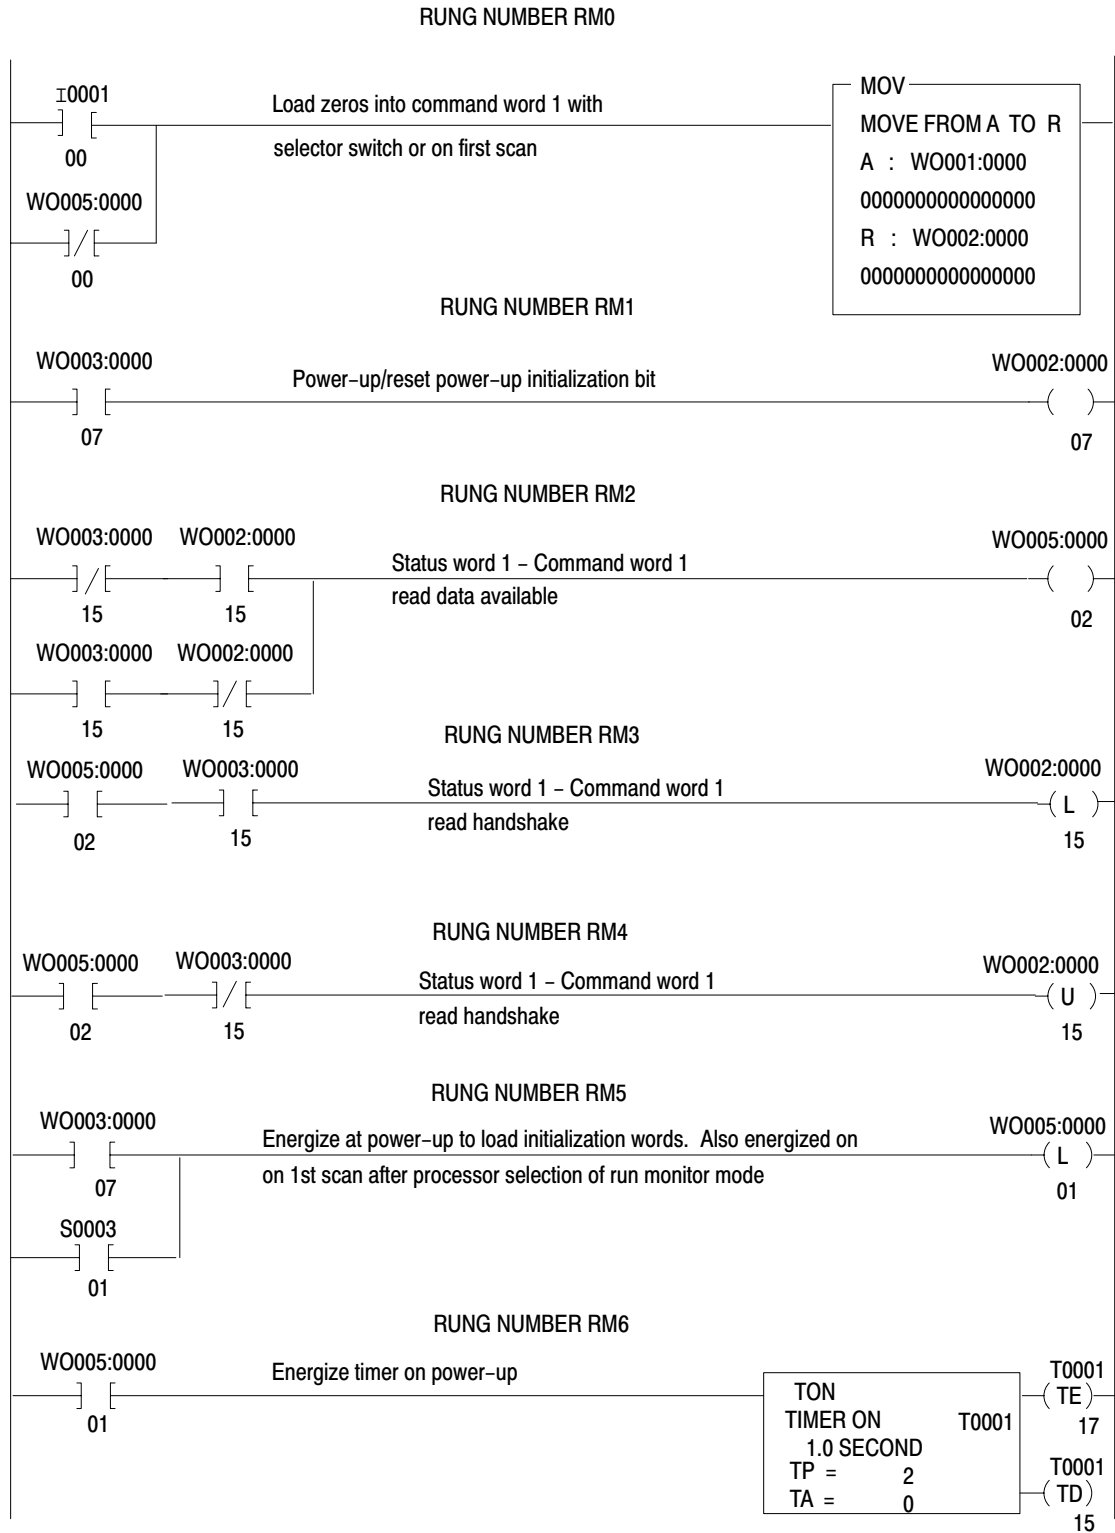 RUNG NUMBER RM0
I0001
00
WO005:0000
00
Load zeros into command word 1 with
selector switch or on first scan
MOV
MOVE FROM A TO R
A : WO001:0000
0000000000000000
R : WO002:0000
0000000000000000
RUNG NUMBER RM1
WO003:0000
07
Power-up/reset power-up initialization bit
WO002:0000
07
RUNG NUMBER RM2
WO003:0000 WO002:0000
15 15
WO003:0000 WO002:0000
15 15
Status word 1 – Command word 1
read data available
WO005:0000
02
RUNG NUMBER RM3
WO005:0000 WO003:0000
02 15
Status word 1 – Command word 1
read handshake
WO002:0000
L
15
RUNG NUMBER RM4
WO005:0000 WO003:0000
02 15
Status word 1 – Command word 1
read handshake
WO002:0000
U
15
RUNG NUMBER RM5
WO003:0000
07
S0003
01
Energize at power-up to load initialization words. Also energized on
on 1st scan after processor selection of run monitor mode
WO005:0000
L
01
RUNG NUMBER RM6
WO005:0000
01
Energize timer on power-up
TON
TIMER ON T0001
1.0 SECOND
TP = 2
TA = 0
T0001
TE
17
T0001
TD
15